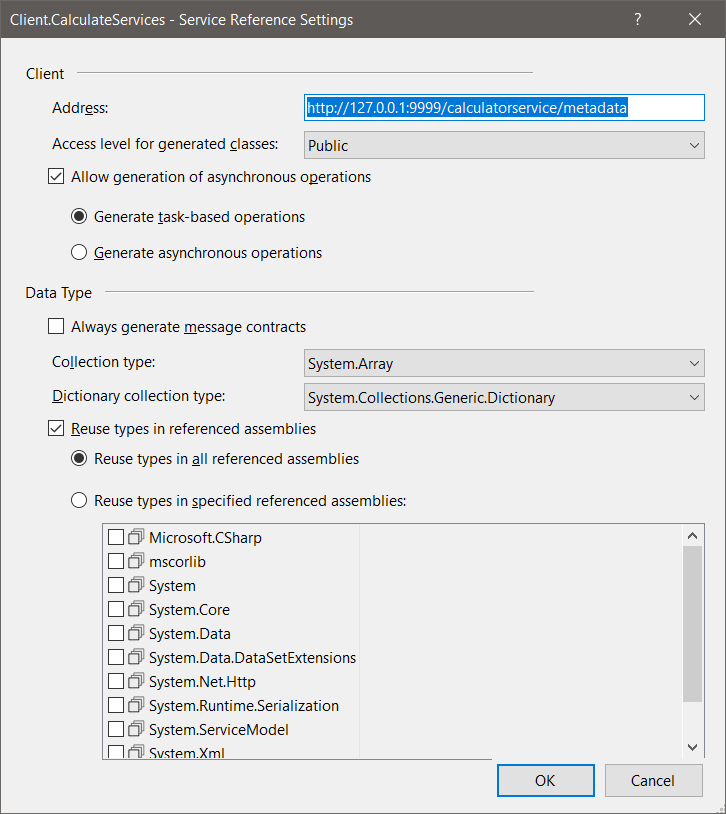 Client.CalculateServices - Service Reference Settings
Client
Address: http://127.0.0.1:9999/calculatorservice/metadata
Access level for generated classes: Public
Allow generation of asynchronous operations
Generate task-based operations
Generate asynchronous operations
Data Type
Always generate message contracts
Collection type: System.Array
Dictionary collection type: System.Collections.Generic.Dictionary
Reuse types in referenced assemblies
Reuse types in all referenced assemblies
Reuse types in specified referenced assemblies:
Microsoft.CSharp
mscorlib
System
System.Core
System.Data
System.Data.DataSetExtensions
System.Net.Http
System.Runtime.Serialization
System.ServiceModel
System.Xml
OK Cancel